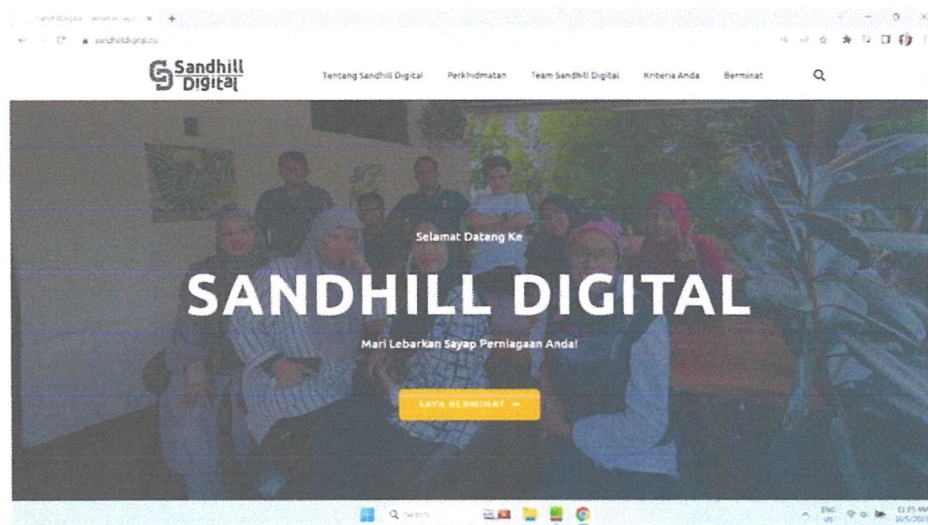 sandhilldigital.co
Sandhill
Digital
Tentang Sandhill Digital Perkhidmatan Team Sandhill Digital Kriteria Anda Berminat
Selamat Datang Ke
SANDHILL DIGITAL
Mari Lebarkan Sayap Perniagaan Anda!
SAYA BERMINAT
Search
ENG
US